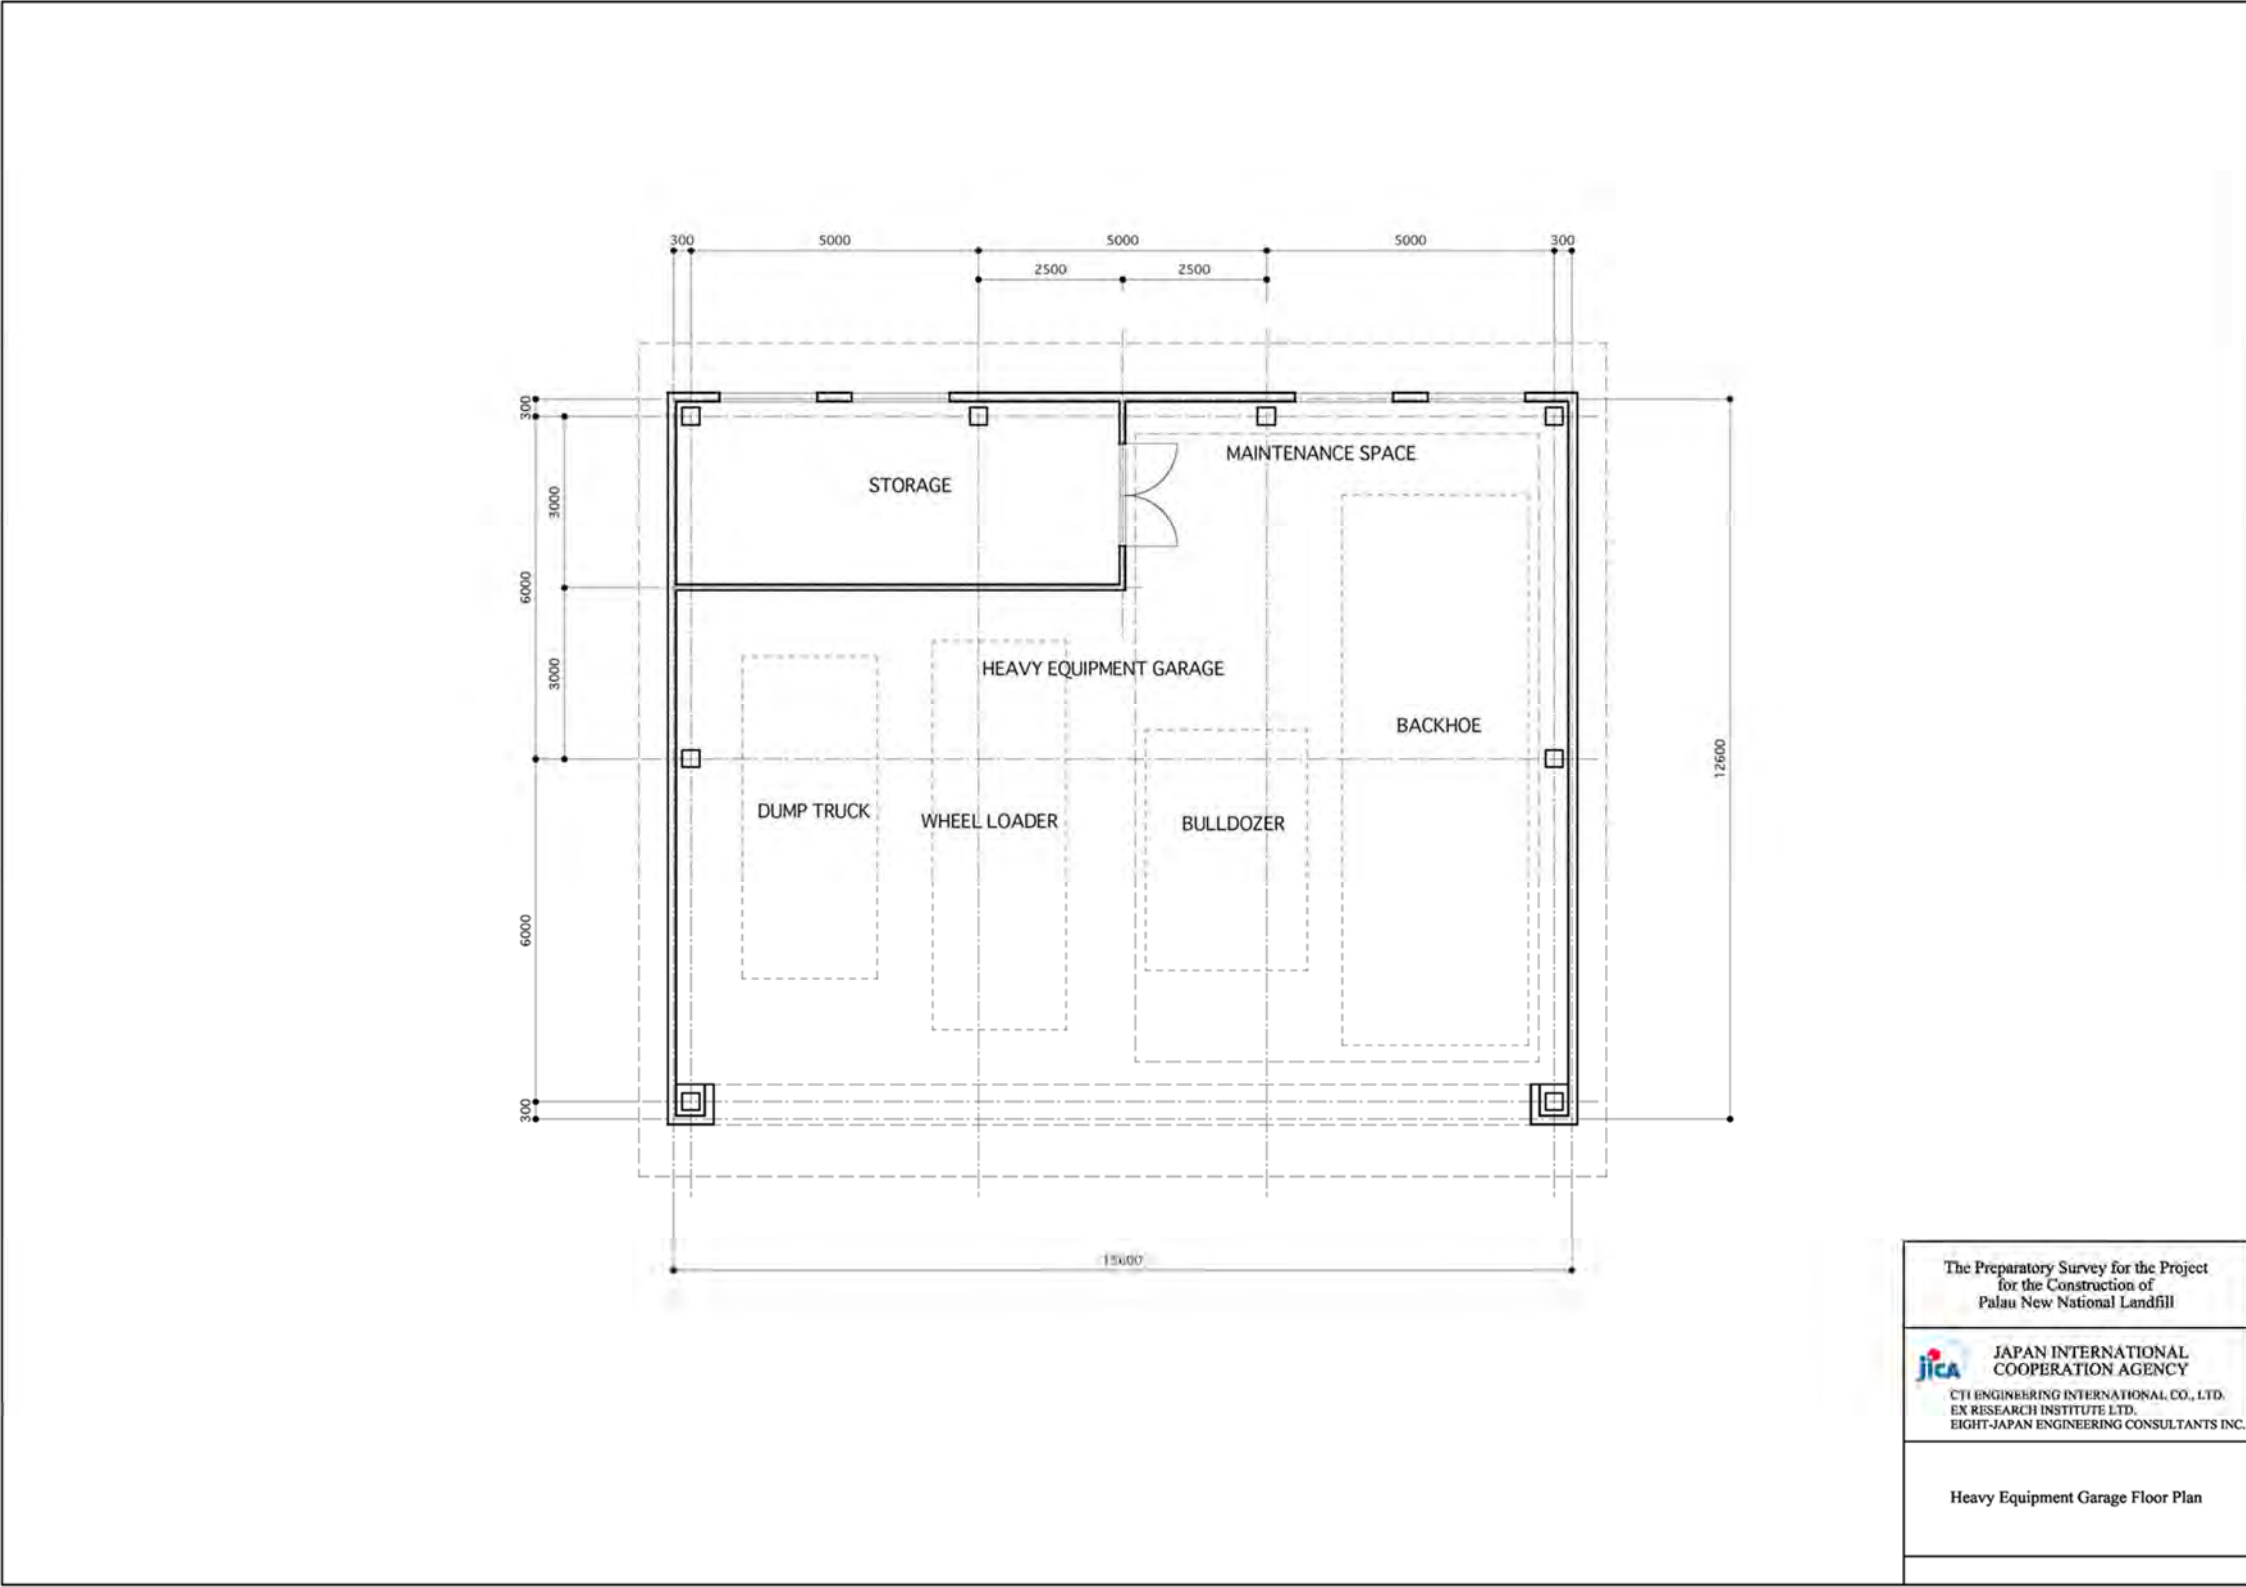 300 5000 5000 5000 300
2500 2500
300
STORAGE
MAINTENANCE SPACE
3000
6000
HEAVY EQUIPMENT GARAGE
3000
BACKHOE
12600
DUMP TRUCK
WHEEL LOADER
BULLDOZER
6000
300
15600
The Preparatory Survey for the Project
for the Construction of
Palau New National Landfill
jica
JAPAN INTERNATIONAL
COOPERATION AGENCY
CTI ENGINEERING INTERNATIONAL CO., LTD.
EX RESEARCH INSTITUTE LTD.
EIGHT-JAPAN ENGINEERING CONSULTANTS INC.
Heavy Equipment Garage Floor Plan